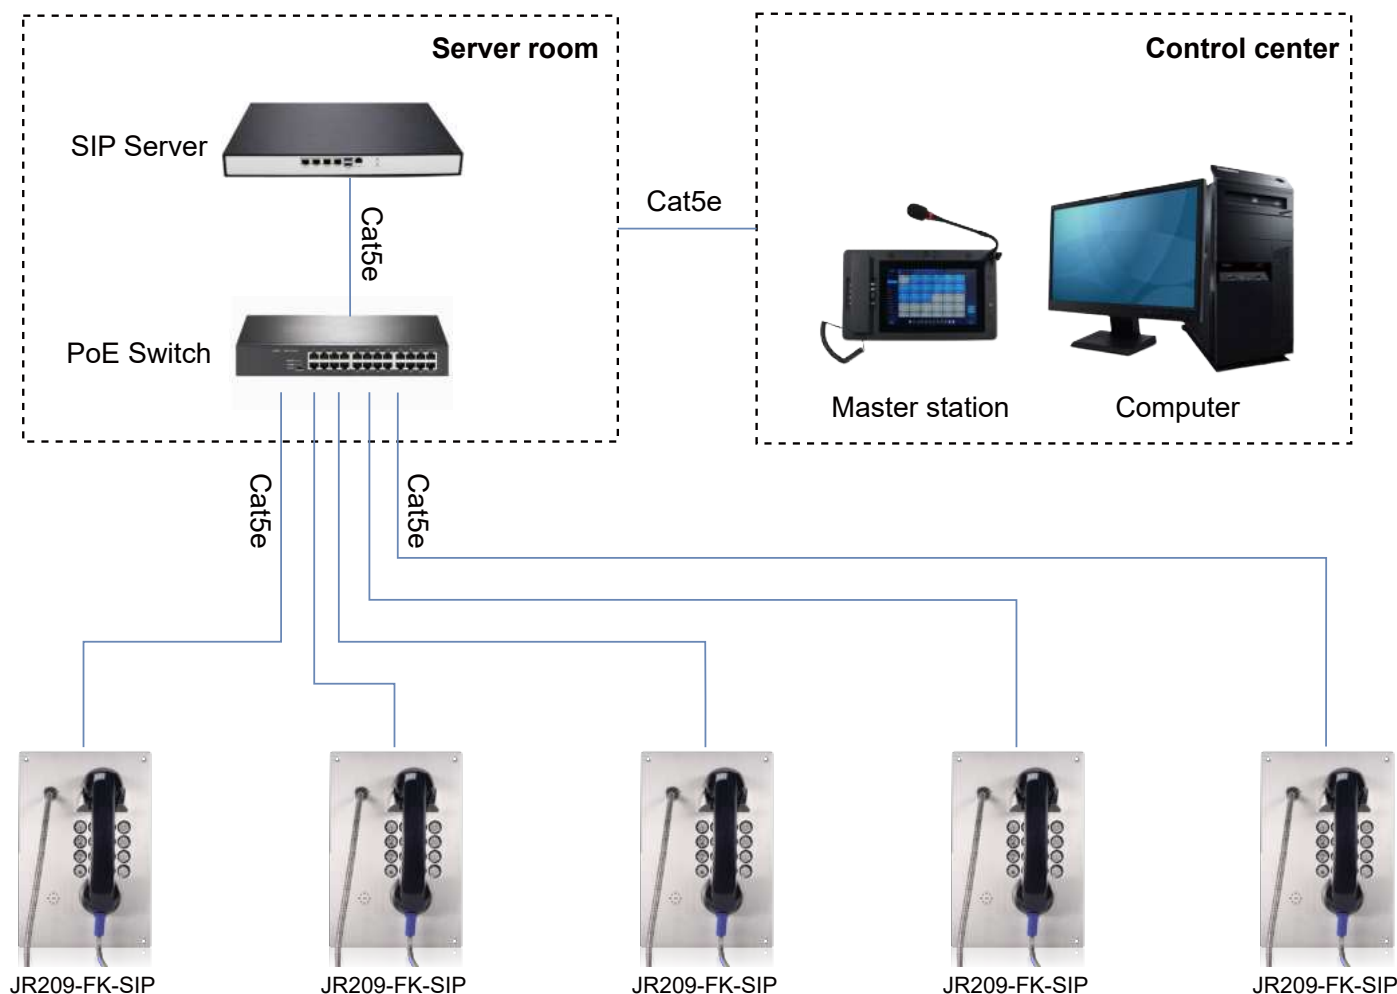 Server room
Control center
SIP Server
Cat5e
Cat5e
PoE Switch
Master station
Computer
Cat5e
Cat5e
JR209-FK-SIP
JR209-FK-SIP
JR209-FK-SIP
JR209-FK-SIP
JR209-FK-SIP